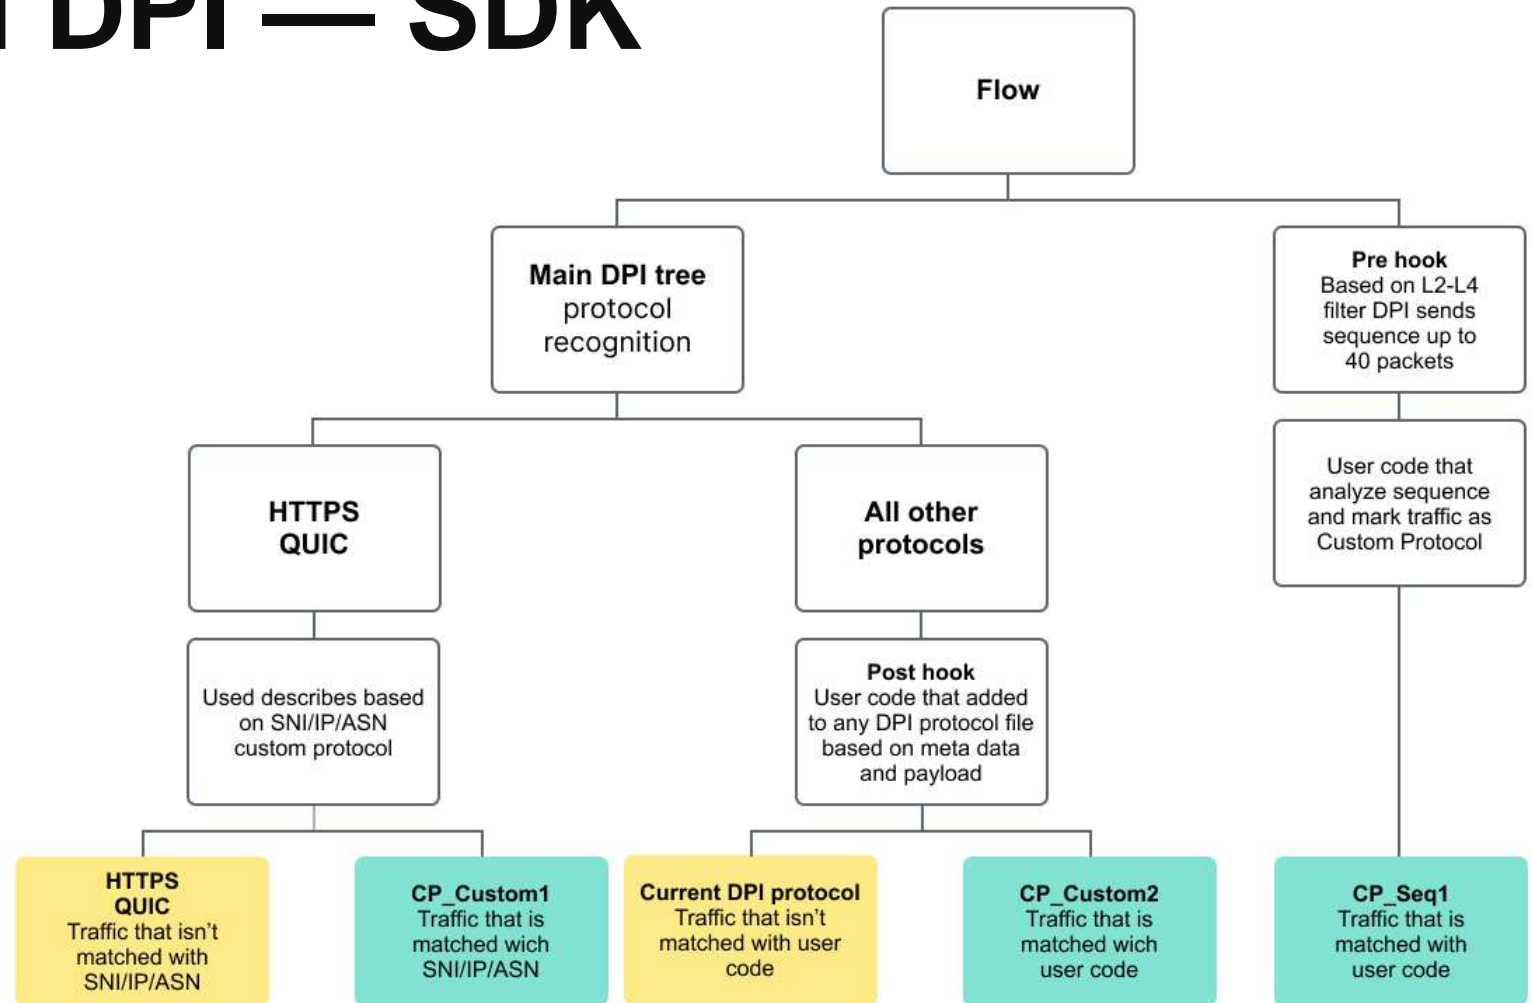 DPI — SDK
Flow
Main DPI tree
protocol
recognition
Pre hook
Based on L2-L4
filter DPI sends
sequence up to
40 packets
HTTPS
QUIC
All other
protocols
User code that
analyze sequence
and mark traffic as
Custom Protocol
Used describes based
on SNI/IP/ASN
custom protocol
Post hook
User code that added
to any DPI protocol file
based on meta data
and payload
HTTPS
QUIC
Traffic that isn't
matched with
SNI/IP/ASN
CP_Custom1
Traffic that is
matched wich
SNI/IP/ASN
Current DPI protocol
Traffic that isn't
matched with user
code
CP_Custom2
Traffic that is
matched wich
user code
CP_Seq1
Traffic that is
matched with
user code